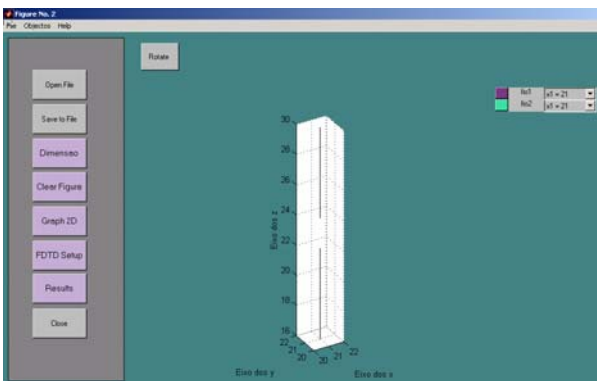 Figure No. 2
Objectos Help
Rotate
Open File
Save to File
Dimensao
Clear Figure
Graph 2D
FDTD Setup
Results
Close
fio1 x1 = 21
fio2 x1 = 21
30
28
26
24
22
20
18
16
Eixo dos z
22
21
20
20
21
22
Eixo dos y
Eixo dos x